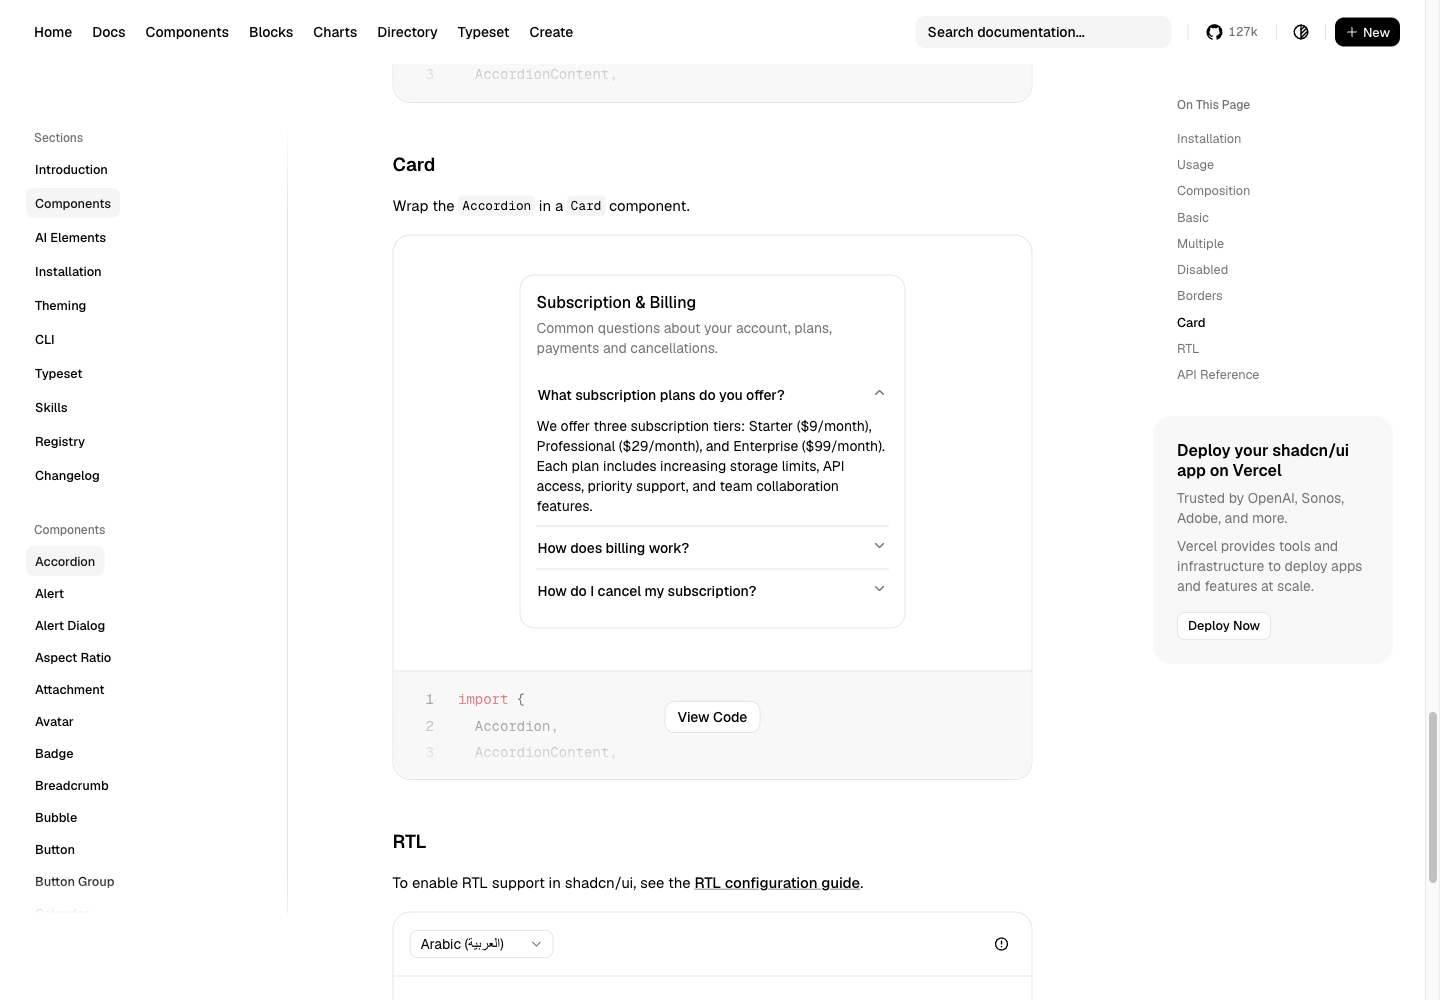 Home
Docs
Components
Blocks
Charts
Directory
Typeset
Create
Search documentation...
127k
New
Sections
Introduction
Components
AI Elements
Installation
Theming
CLI
Typeset
Skills
Registry
Changelog
Components
Accordion
Alert
Alert Dialog
Aspect Ratio
Attachment
Avatar
Badge
Breadcrumb
Bubble
Button
Button Group
Calendar
3 AccordionContent,
Card
Wrap the Accordion in a Card component.
Subscription & Billing
Common questions about your account, plans,
payments and cancellations.
What subscription plans do you offer?
We offer three subscription tiers: Starter ($9/month),
Professional ($29/month), and Enterprise ($99/month).
Each plan includes increasing storage limits, API
access, priority support, and team collaboration
features.
How does billing work?
How do I cancel my subscription?
1 import {
2 Accordion,
3 AccordionContent,
View Code
RTL
To enable RTL support in shadcn/ui, see the RTL configuration guide.
Arabic (العربية)
On This Page
Installation
Usage
Composition
Basic
Multiple
Disabled
Borders
Card
RTL
API Reference
Deploy your shadcn/ui
app on Vercel
Trusted by OpenAI, Sonos,
Adobe, and more.
Vercel provides tools and
infrastructure to deploy apps
and features at scale.
Deploy Now